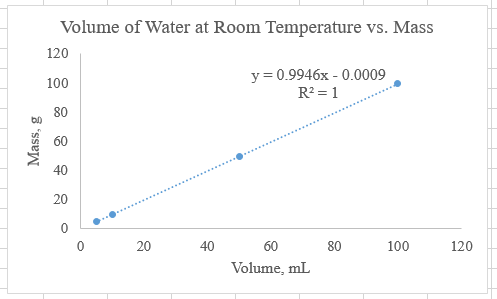 Volume of Water at Room Temperature vs. Mass
120
100
80
60
40
20
0
Mass, g
y = 0.9946x - 0.0009
R² = 1
0 20 40 60 80 100 120
Volume, mL